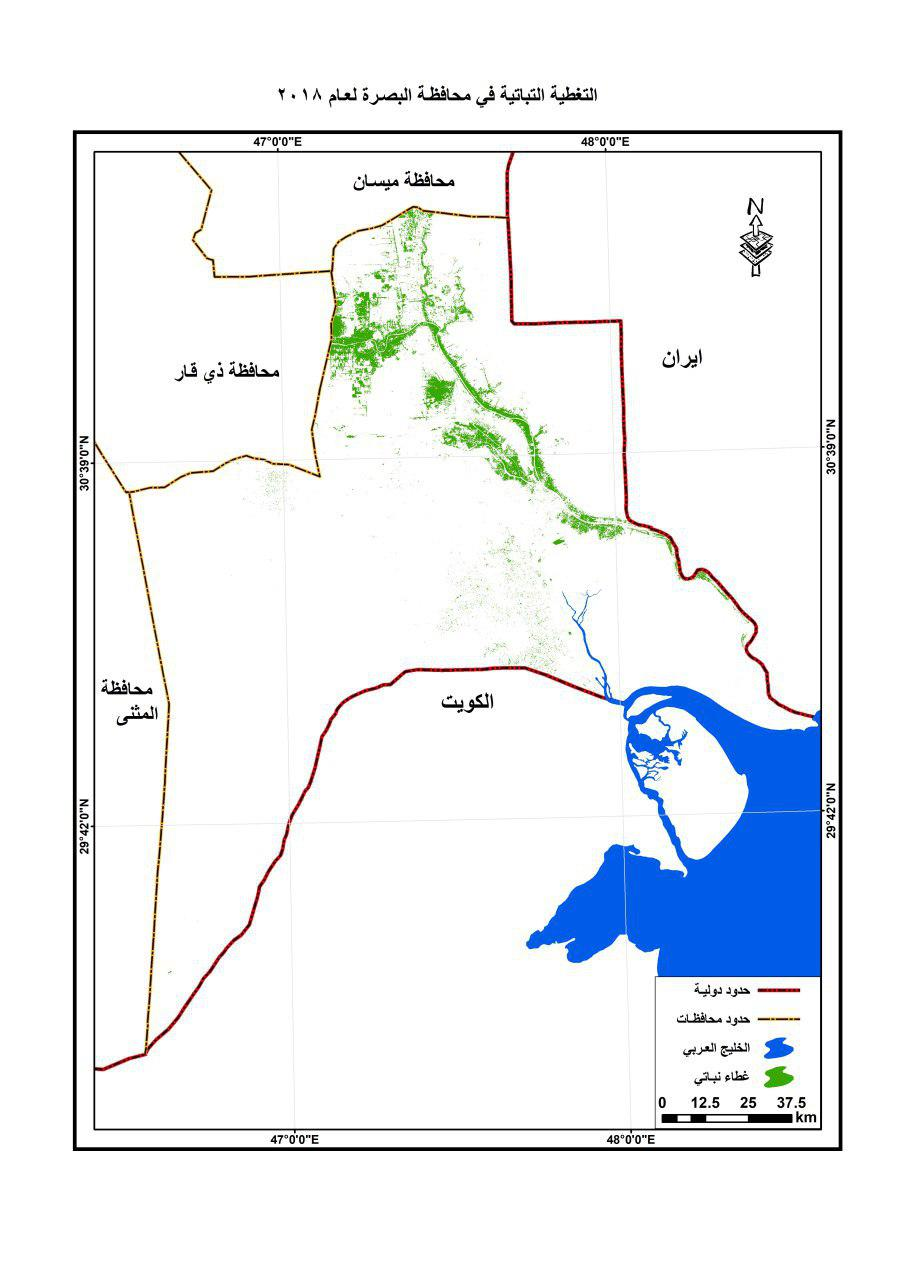 التغطية التباتية في محافظة البصرة لعام ٢٠١٨
47°0'0"E
48°0'0"E
محافظة ميسان
N
ايران
محافظة ذي قار
30°39'0"N
30°39'0"N
محافظة
المثنى
الكويت
29°42'0"N
29°42'0"N
حدود دولية
حدود محافظات
الخليج العربي
غطاء نباتي
0 12.5 25 37.5
km
47°0'0"E
48°0'0"E